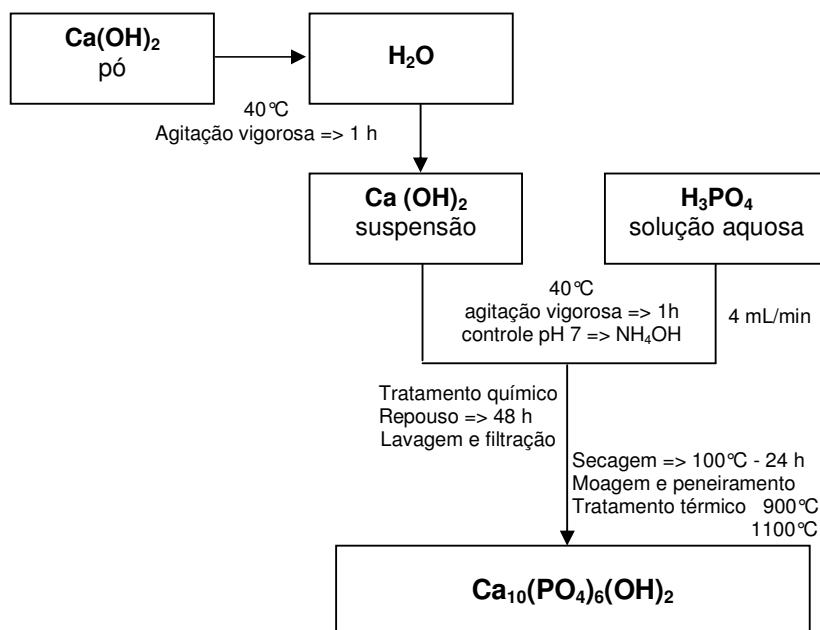 Ca(OH)₂
pó
H₂O
40°C
Agitação vigorosa => 1 h
Ca (OH)₂
suspensão
H₃PO₄
solução aquosa
40°C
agitação vigorosa => 1h
controle pH 7 => NH₄OH
4 mL/min
Tratamento químico
Repouso => 48 h
Lavagem e filtração
Secagem => 100°C - 24 h
Moagem e peneiramento
Tratamento térmico 900°C
1100°C
Ca₁₀(PO₄)₆(OH)₂